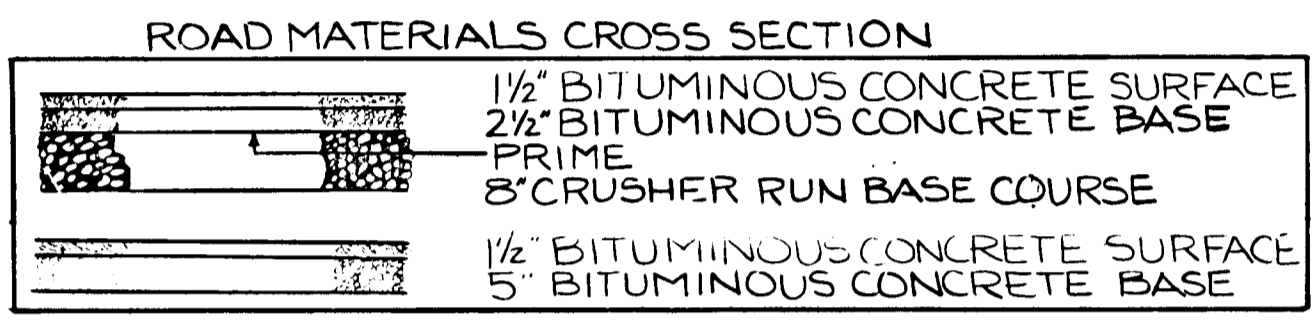 ROAD MATERIALS CROSS SECTION
1½" BITUMINOUS CONCRETE SURFACE
2½" BITUMINOUS CONCRETE BASE
PRIME
8" CRUSHER RUN BASE COURSE
1½" BITUMINOUS CONCRETE SURFACE
5" BITUMINOUS CONCRETE BASE